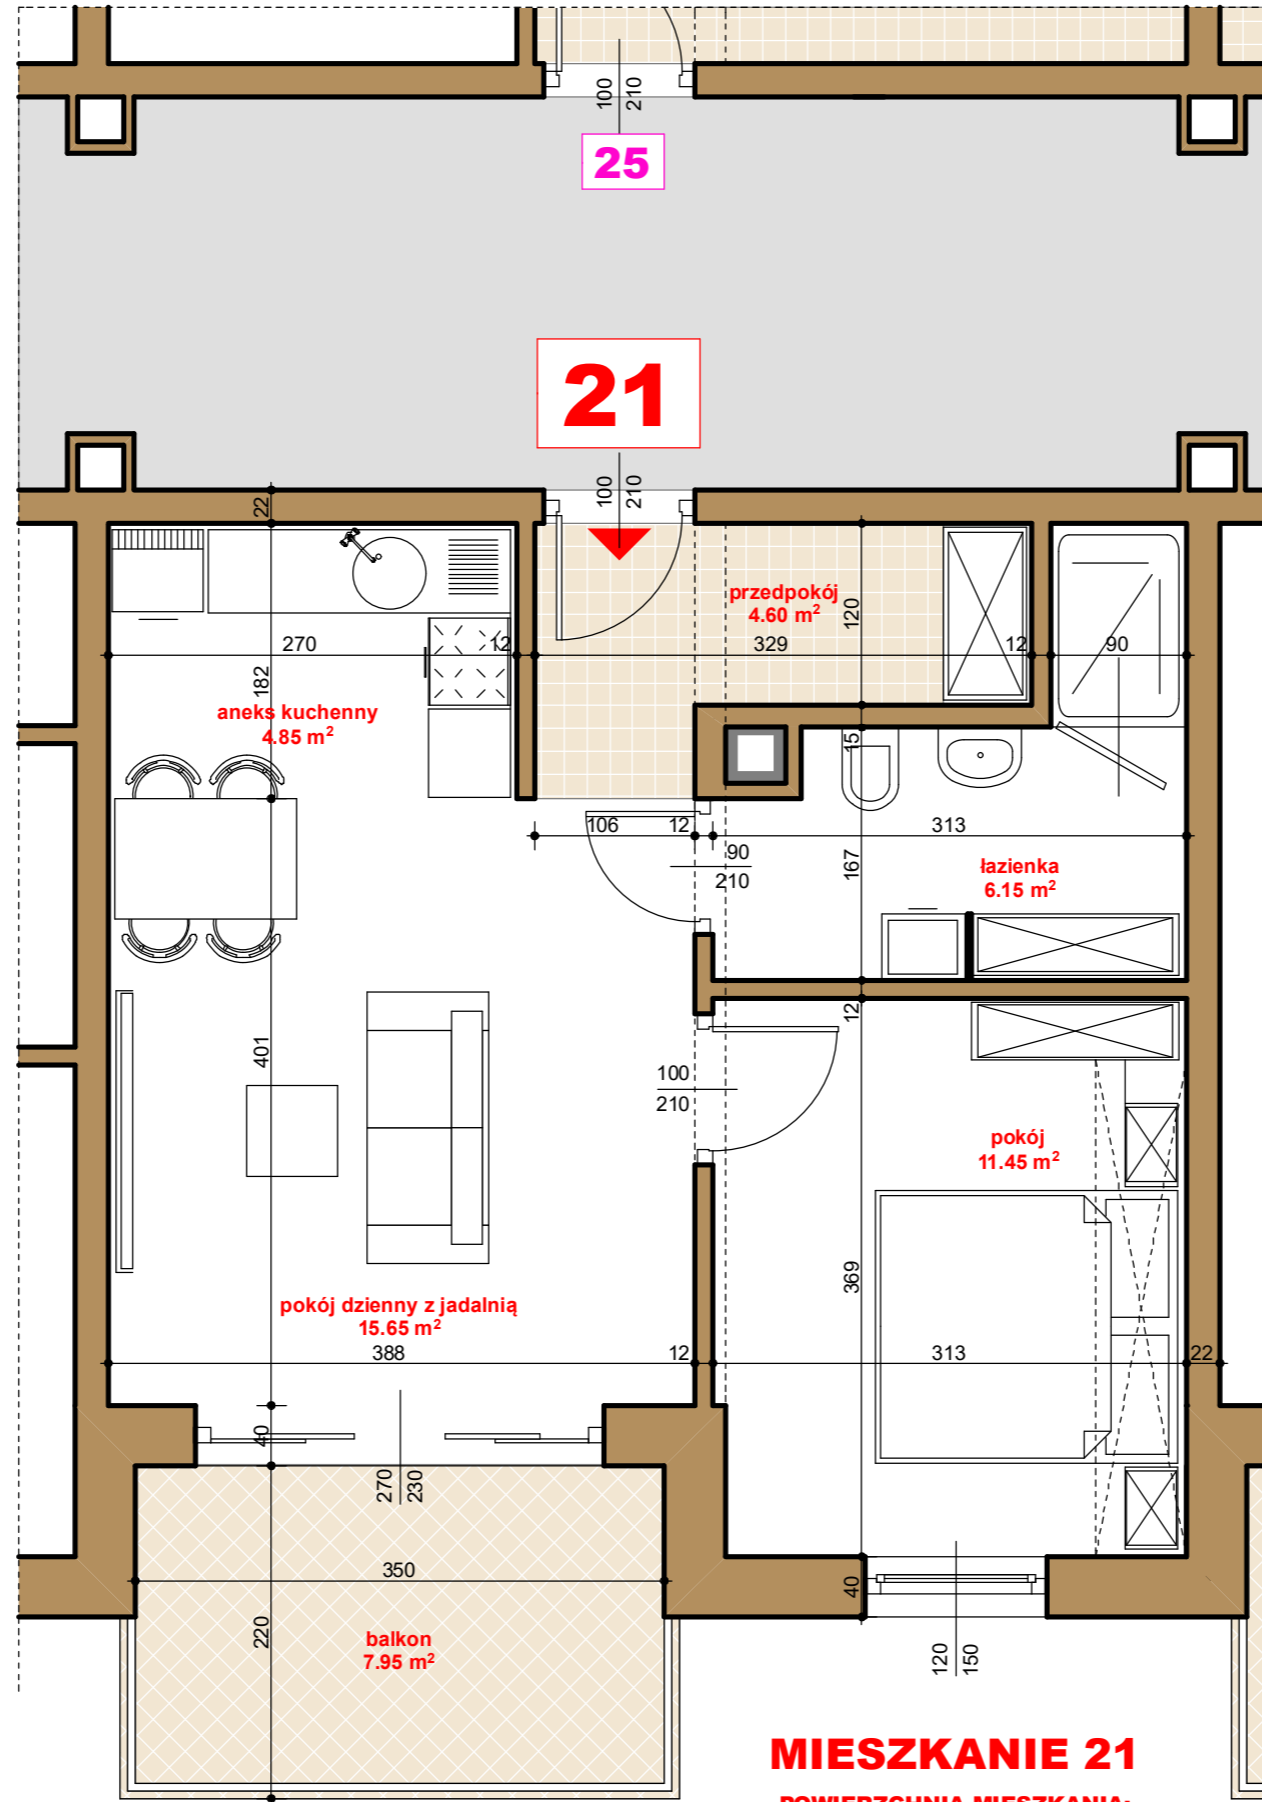 100
210
25
21
100
210
22
przedpokój
4.60 m²
120
270
12
329
12
90
182
aneks kuchenny
4.85 m²
15
106
12
313
90
210
167
łazienka
6.15 m²
12
401
100
210
pokój
11.45 m²
369
pokój dzienny z jadalnią
15.65 m²
388
12
313
22
40
270
230
350
40
220
balkon
7.95 m²
120
150
MIESZKANIE 21
POWIERZCHNIA MIESZKANIA: